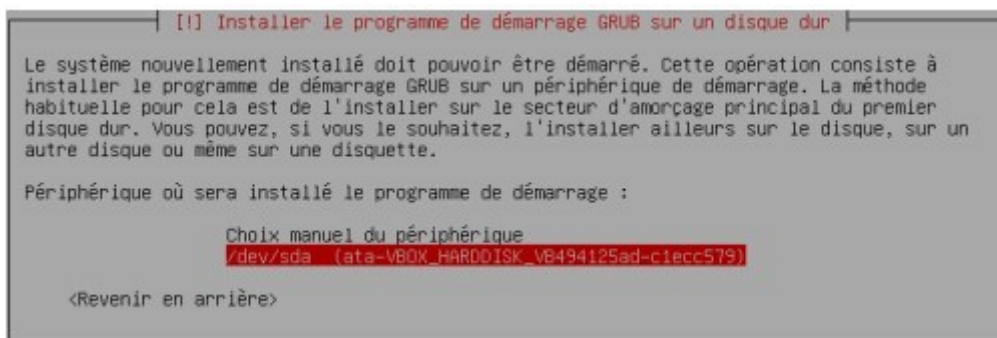 [!] Installer le programme de démarrage GRUB sur un disque dur
Le système nouvellement installé doit pouvoir être démarré. Cette opération consiste à
installer le programme de démarrage GRUB sur un périphérique de démarrage. La méthode
habituelle pour cela est de l'installer sur le secteur d'amorçage principal du premier
disque dur. Vous pouvez, si vous le souhaitez, l'installer ailleurs sur le disque, sur un
autre disque ou même sur une disquette.
Périphérique où sera installé le programme de démarrage :
Choix manuel du périphérique
/dev/sda (ata-VBOX_HARDDISK_VB494125ad-c1ecc579)
<Revenir en arrière>